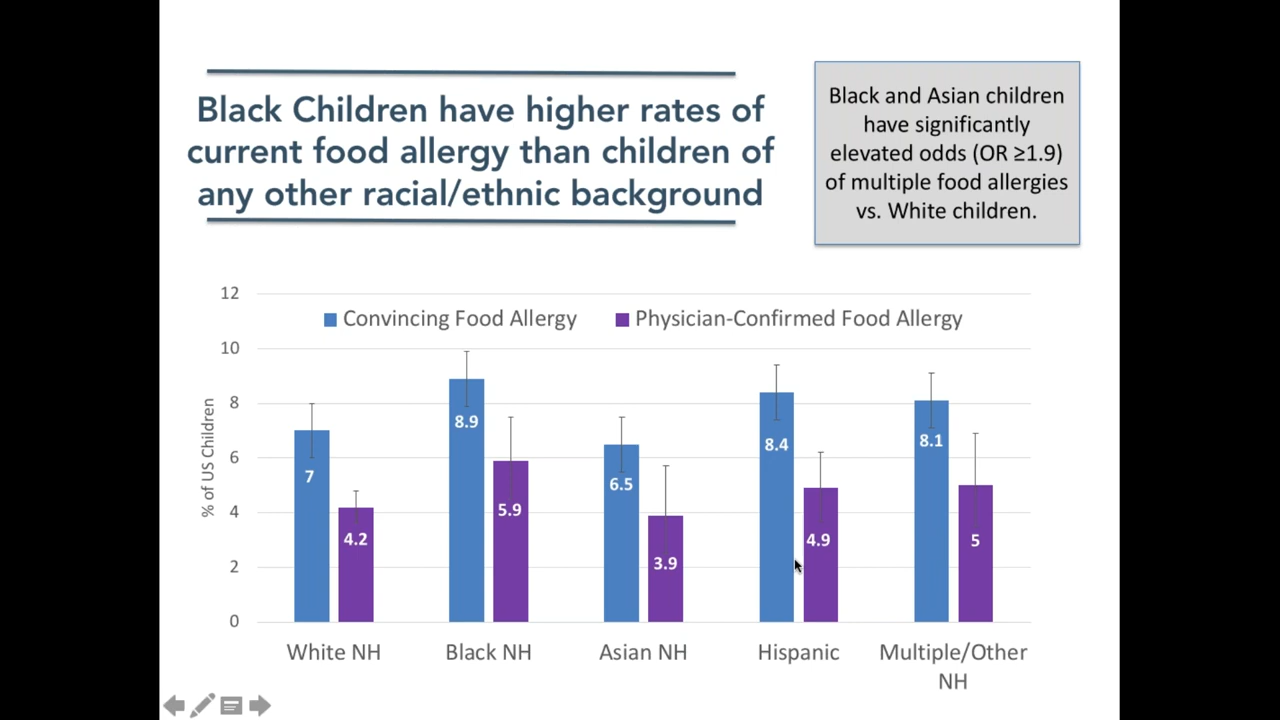 Black Children have higher rates of
current food allergy than children of
any other racial/ethnic background
Black and Asian children
have significantly
elevated odds (OR ≥1.9)
of multiple food allergies
vs. White children.
12
10
8
6
4
2
0
% of US Children
Convincing Food Allergy
Physician-Confirmed Food Allergy
7
4.2
8.9
5.9
6.5
3.9
8.4
4.9
8.1
5
White NH
Black NH
Asian NH
Hispanic
Multiple/Other
NH